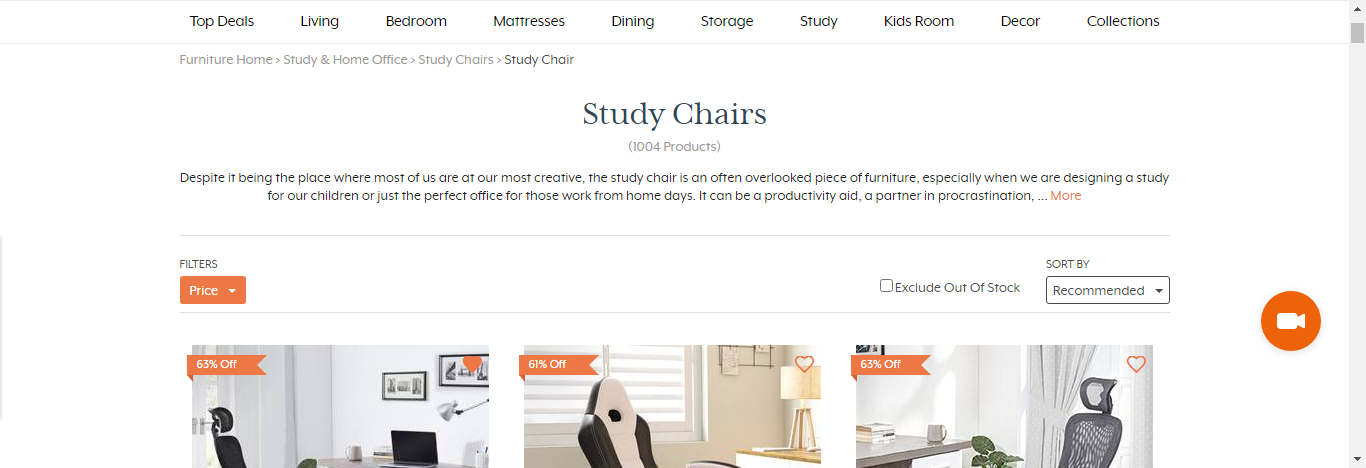 Top Deals Living Bedroom Mattresses Dining Storage Study Kids Room Decor Collections
Furniture Home > Study & Home Office > Study Chairs > Study Chair
Study Chairs
(1004 Products)
Despite it being the place where most of us are at our most creative, the study chair is an often overlooked piece of furniture, especially when we are designing a study
for our children or just the perfect office for those work from home days. It can be a productivity aid, a partner in procrastination, ... More
FILTERS
Price
Exclude Out Of Stock
SORT BY
Recommended
63% Off
61% Off
63% Off